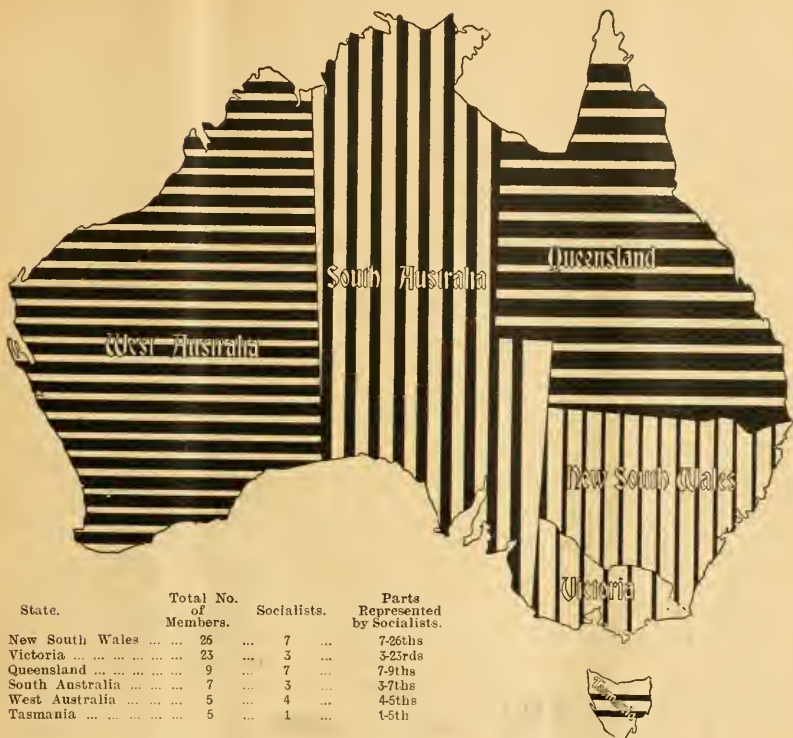 South Australia
Queensland
West Australia
New South Wales
Victoria
State. Total No. of Members. Socialists. Parts Represented by Socialists.
New South Wales ... ... 26 ... 7 ... 7-26ths
Victoria ... ... ... ... ... 23 ... 3 ... 3-23rds
Queensland ... ... ... ... 9 ... 7 ... 7-9ths
South Australia ... ... ... 7 ... 3 ... 3-7ths
West Australia ... ... ... 5 ... 4 ... 4-5ths
Tasmania ... ... ... ... 5 ... 1 ... 1-5th
Tasmania